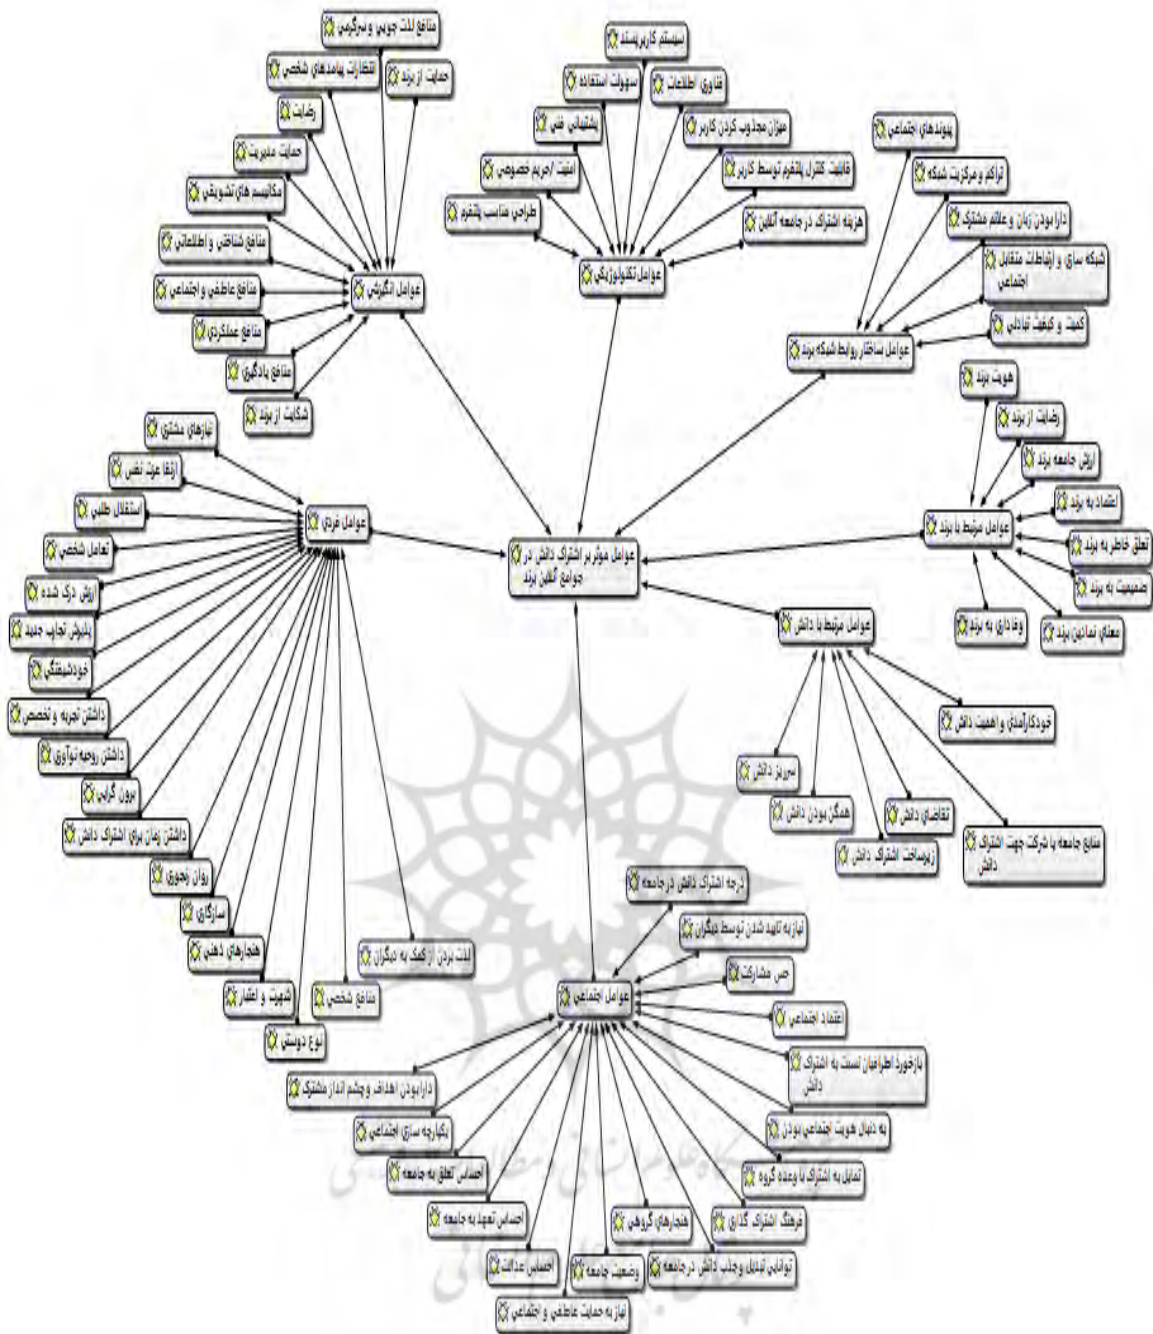 منافع لذت جویی و سرگرمی
انتظارات پیامدهای شخصی
حمایت از برند
رضایت
حمایت مدیریت
مکانیسم های تشویقی
منافع شناختی و اطلاعاتی
منافع عاطفی و اجتماعی
منافع عملکردی
منافع یادگیری
شکایت از برند
عوامل انگیزشی
سیستم کاربرپسند
سهولت استفاده
فناوری اطلاعات
پشتیبانی فنی
میزان مجذوب کردن کاربر
امنیت /حریم خصوصی
قابلیت کنترل پلتفرم توسط کاربر
طراحی مناسب پلتفرم
هزینه اشتراک در جامعه آنلاین
عوامل تکنولوژیکی
پیوندهای اجتماعی
تراکم و مرکزیت شبکه
دارا بودن زبان و علائم مشترک
شبکه سازی و ارتباطات متقابل
اجتماعی
کمیت و کیفیت تبادلی
عوامل ساختار روابط شبکه برند
هویت برند
رضایت از برند
ارزش جامعه برند
اعتماد به برند
تعلق خاطر به برند
صمیمیت به برند
معنای نمادین برند
وفاداری به برند
عوامل مرتبط با برند
عوامل موثر بر اشتراک دانش در
جوامع آنلاین برند
عوامل مرتبط با دانش
خودکارآمدی و اهمیت دانش
سرریز دانش
همگن بودن دانش
تقاضای دانش
زیرساخت اشتراک دانش
منابع جامعه یا شرکت جهت اشتراک
دانش
عوامل فردی
نیازهای مشتری
ارتقا عزت نفس
استقلال طلبی
تعامل شخصی
ارزش درک شده
پذیرش تجارب جدید
خودشیفتگی
داشتن تجربه و تخصص
داشتن روحیه نوآوری
برون گرایی
داشتن زمان برای اشتراک دانش
روان رنجوری
سازگاری
هنجارهای ذهنی
شهرت و اعتبار
نوع دوستی
منافع شخصی
لذت بردن از کمک به دیگران
درجه اشتراک دانش در جامعه
نیاز به تایید شدن توسط دیگران
حس مشارکت
اعتماد اجتماعی
بازخورد اطرافیان نسبت به اشتراک
دانش
به دنبال هویت اجتماعی بودن
تمایل به اشتراک با وعده گروه
فرهنگ اشتراک گذاری
توانایی تبدیل و جذب دانش در جامعه
هنجارهای گروهی
وضعیت جامعه
نیاز به حمایت عاطفی و اجتماعی
احساس عدالت
احساس تعهد به جامعه
احساس تعلق به جامعه
یکپارچه سازی اجتماعی
دارا بودن اهداف و چشم انداز مشترک
عوامل اجتماعی